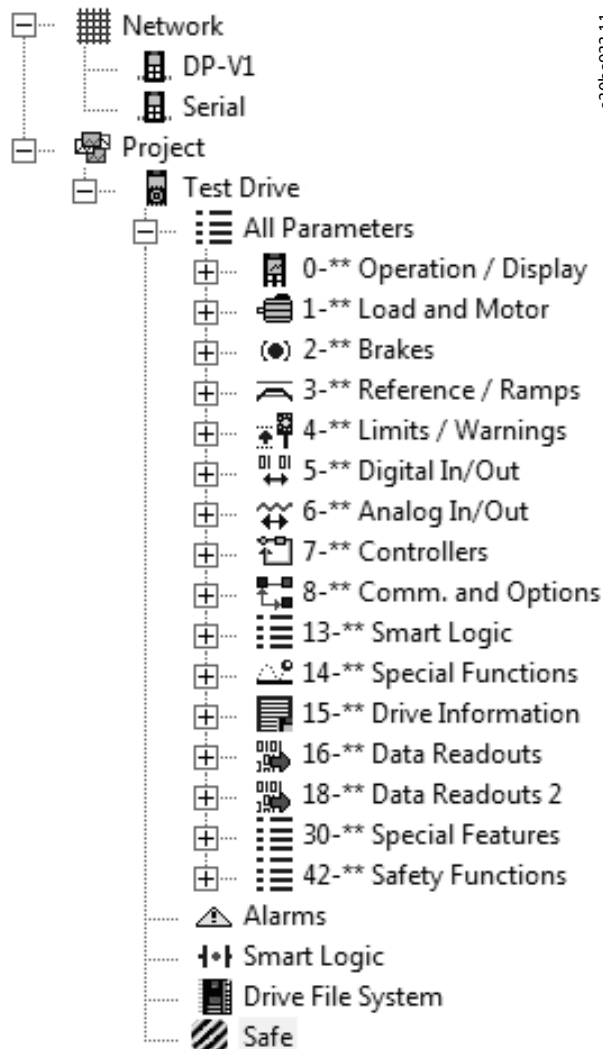 Network
DP-V1
Serial
Project
Test Drive
All Parameters
0-** Operation / Display
1-** Load and Motor
2-** Brakes
3-** Reference / Ramps
4-** Limits / Warnings
5-** Digital In/Out
6-** Analog In/Out
7-** Controllers
8-** Comm. and Options
13-** Smart Logic
14-** Special Functions
15-** Drive Information
16-** Data Readouts
18-** Data Readouts 2
30-** Special Features
42-** Safety Functions
Alarms
Smart Logic
Drive File System
Safe